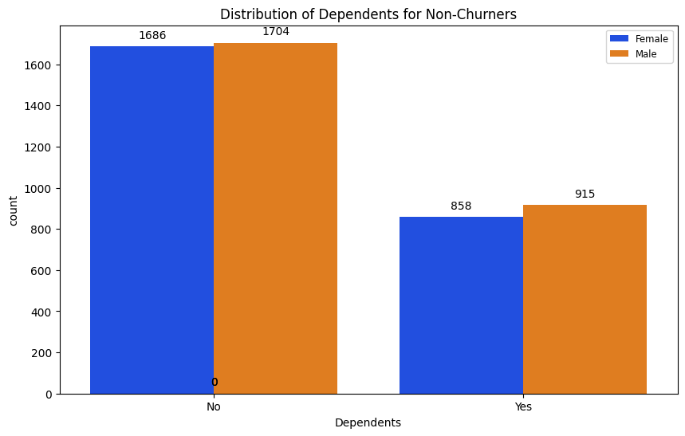 Distribution of Dependents for Non-Churners
Female
Male
1686
1704
858
915
0
count
1600
1400
1200
1000
800
600
400
200
0
No
Yes
Dependents